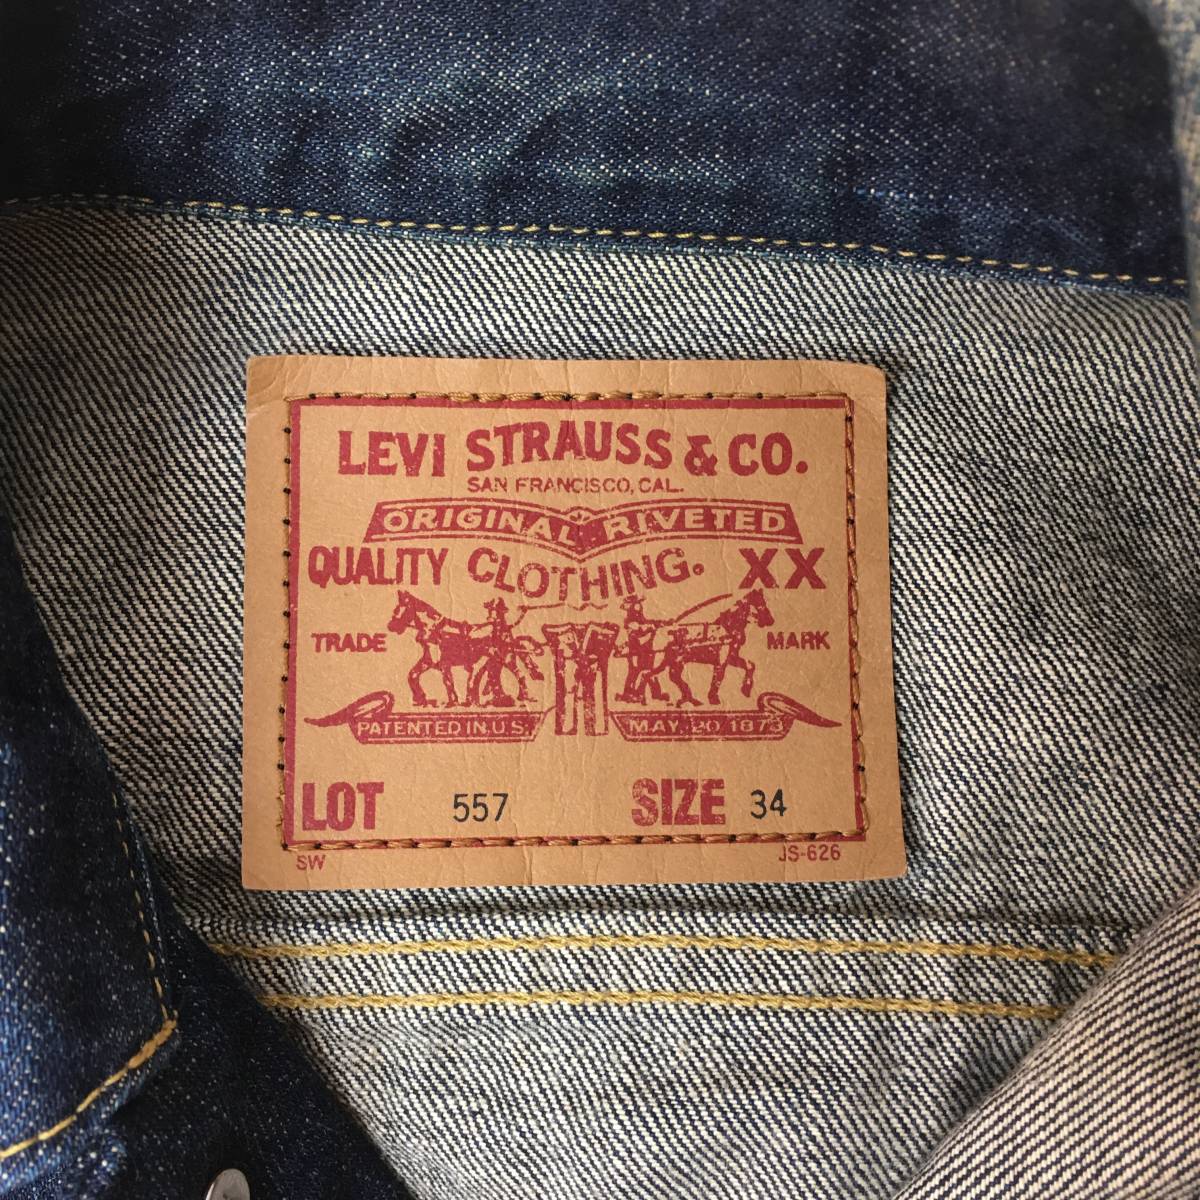 LEVI STRAUSS & CO.
SAN FRANCISCO, CAL.
ORIGINAL RIVETED
QUALITY CLOTHING. XX
TRADE MARK
PATENTED IN U.S. MAY. 20 1873
LOT 557 SIZE 34
SW JS-626